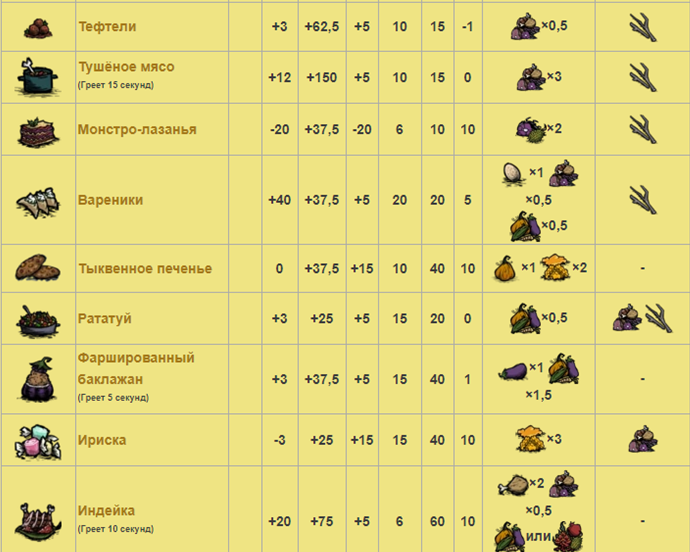 Тефтели +3 +62,5 +5 10 15 -1 ×0,5
Тушёное мясо
(Греет 15 секунд) +12 +150 +5 10 15 0 ×3
Монстро-лазанья -20 +37,5 -20 6 10 10 ×2
Вареники +40 +37,5 +5 20 20 5 ×1
×0,5
×0,5
Тыквенное печенье 0 +37,5 +15 10 40 10 ×1 ×2 -
Рататуй +3 +25 +5 15 20 0 ×0,5
Фаршированный
баклажан
(Греет 5 секунд) +3 +37,5 +5 15 40 1 ×1
×1,5 -
Ириска -3 +25 +15 15 40 10 ×3
Индейка
(Греет 10 секунд) +20 +75 +5 6 60 10 ×2
×0,5
или -